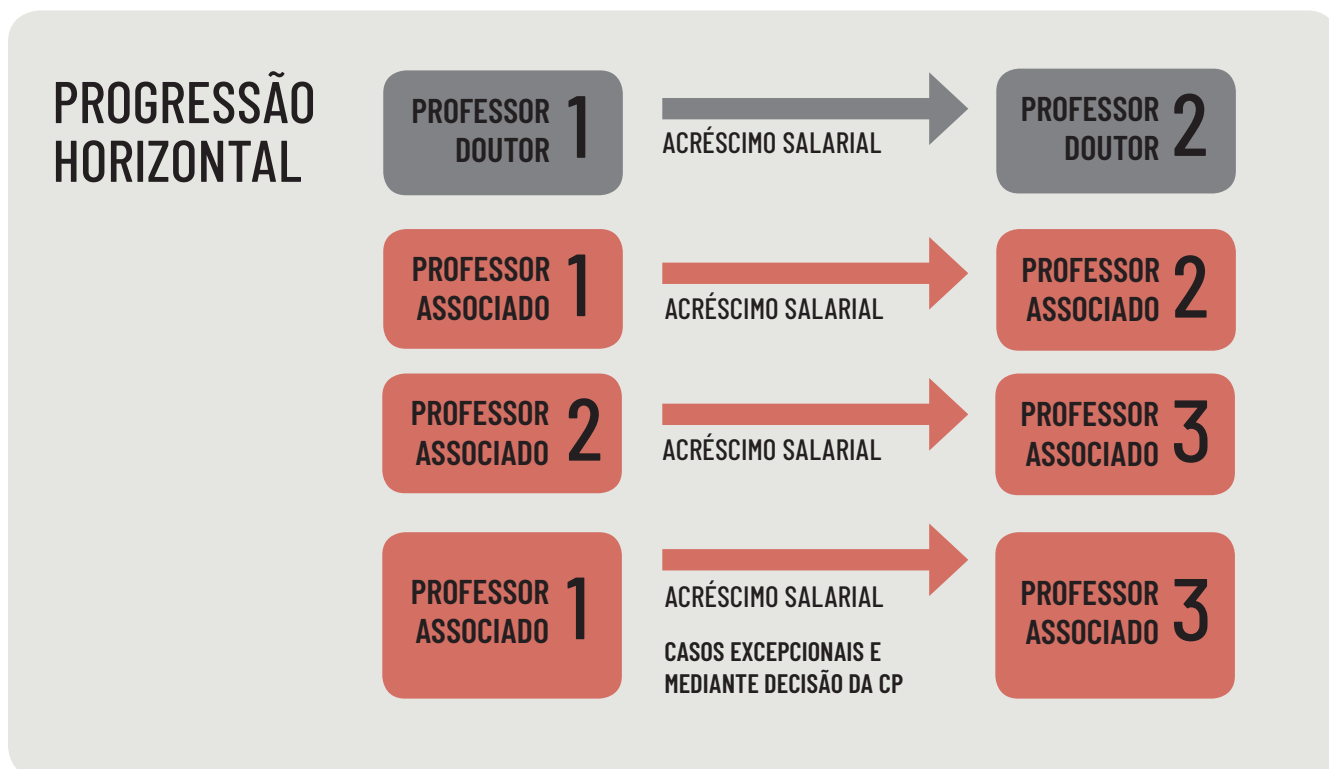 PROGRESSÃO
HORIZONTAL
PROFESSOR
DOUTOR 1
ACRÉSCIMO SALARIAL
PROFESSOR
DOUTOR 2
PROFESSOR
ASSOCIADO 1
ACRÉSCIMO SALARIAL
PROFESSOR
ASSOCIADO 2
PROFESSOR
ASSOCIADO 2
ACRÉSCIMO SALARIAL
PROFESSOR
ASSOCIADO 3
PROFESSOR
ASSOCIADO 1
ACRÉSCIMO SALARIAL
CASOS EXCEPCIONAIS E
MEDIANTE DECISÃO DA CP
PROFESSOR
ASSOCIADO 3